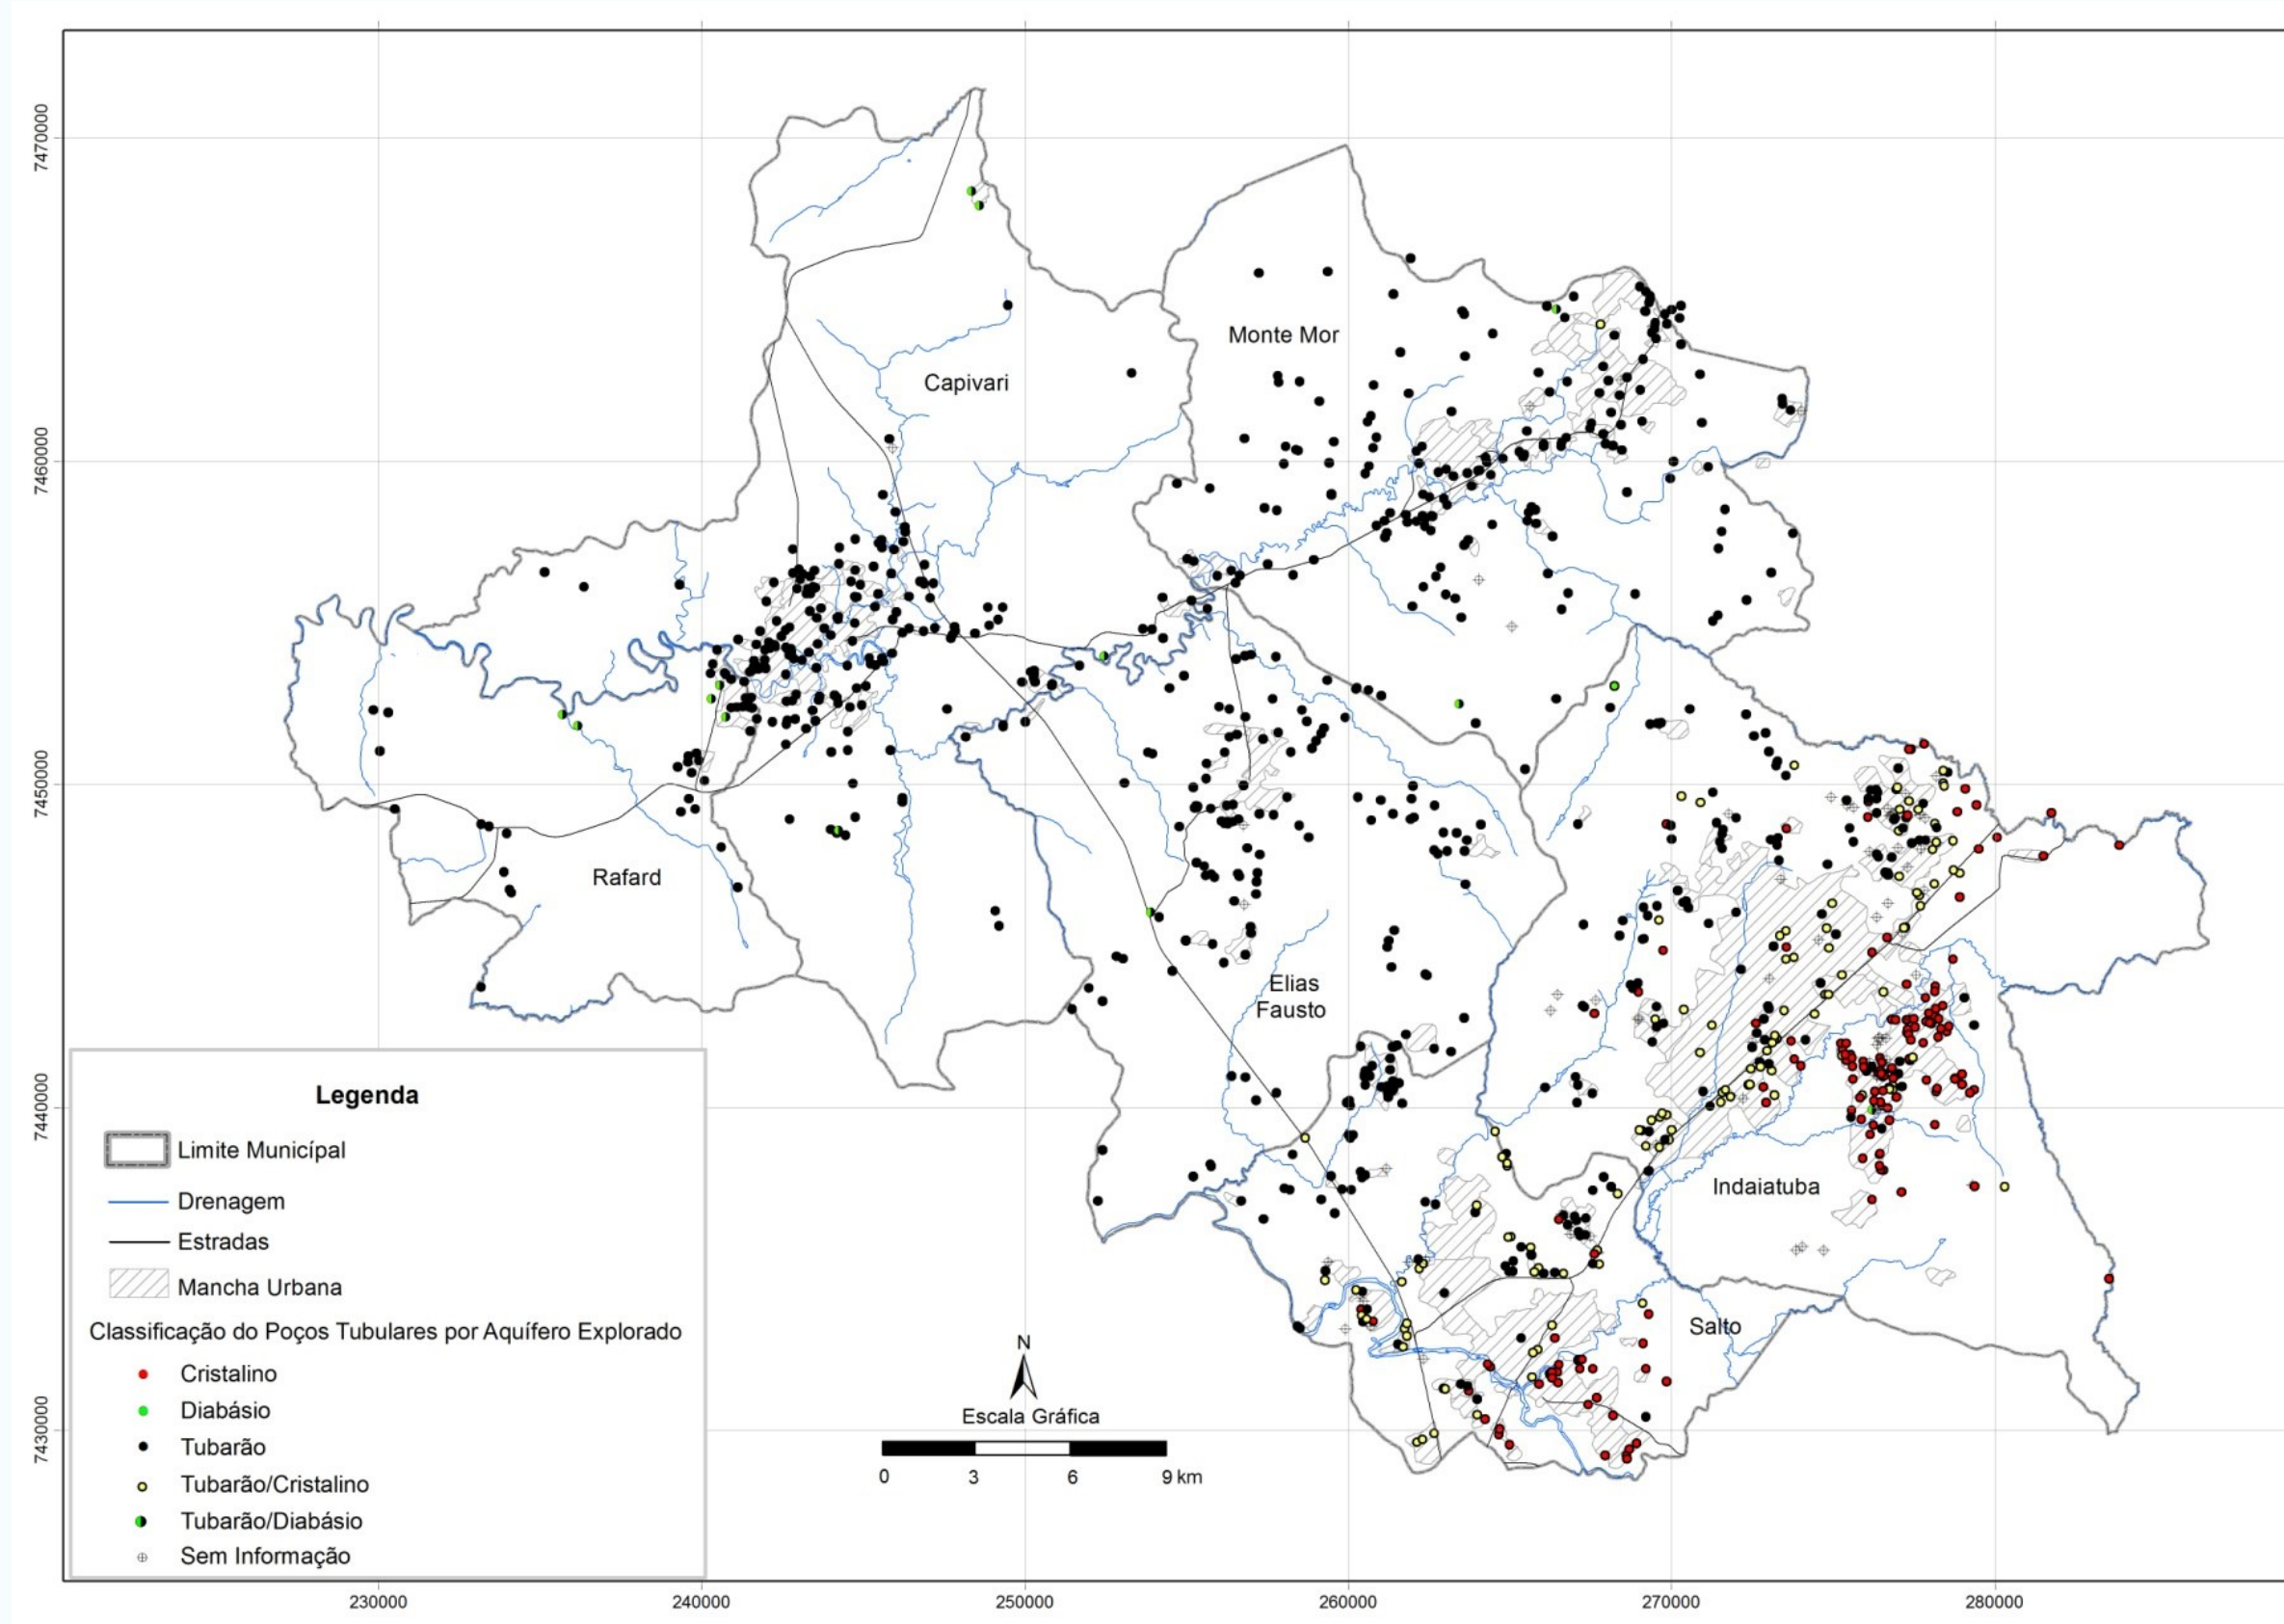 7470000
7460000
7450000
7440000
7430000
Monte Mor
Capivari
Rafard
Elias
Fausto
Indaiatuba
Salto
Legenda
Limite Municípal
Drenagem
Estradas
Mancha Urbana
Classificação do Poços Tubulares por Aquífero Explorado
Cristalino
Diabásio
Tubarão
Tubarão/Cristalino
Tubarão/Diabásio
Sem Informação
N
Escala Gráfica
0 3 6 9 km
230000 240000 250000 260000 270000 280000